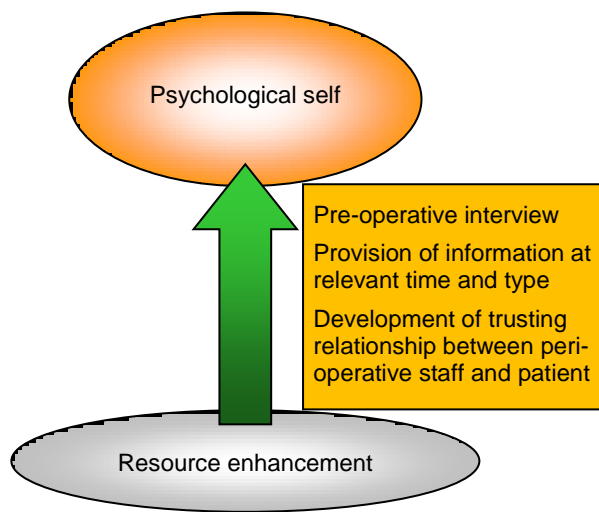 Psychological self
Pre-operative interview
Provision of information at
relevant time and type
Development of trusting
relationship between peri-
operative staff and patient
Resource enhancement